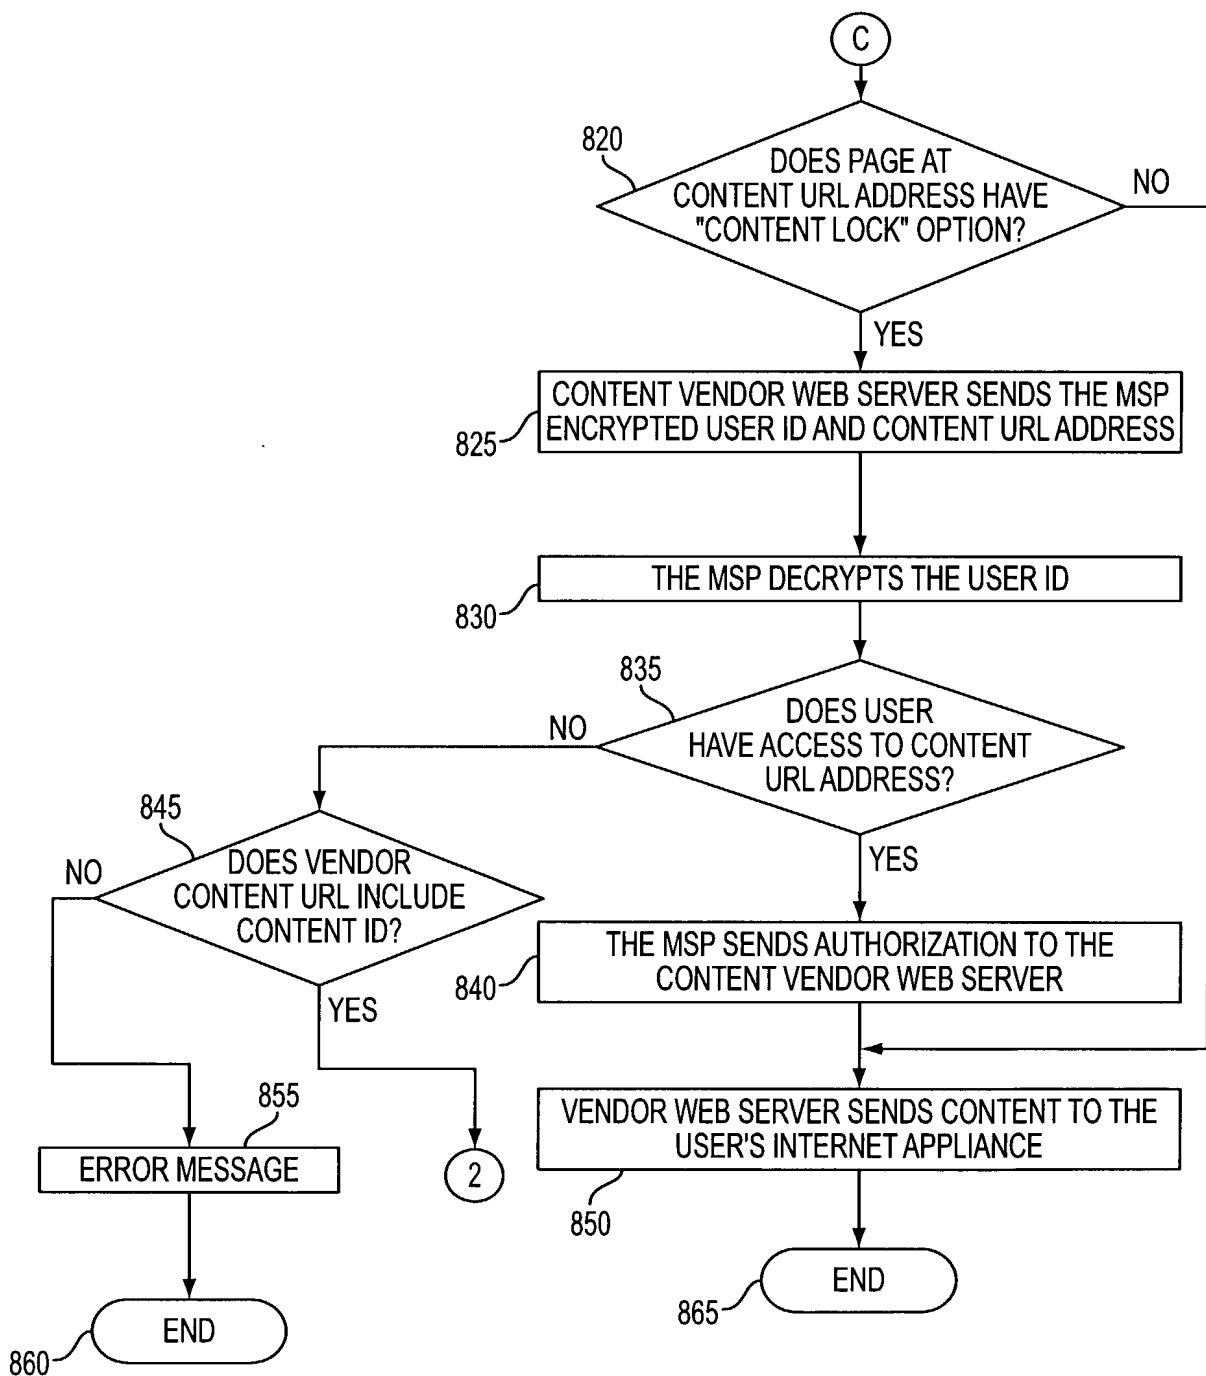 C
820
DOES PAGE AT
CONTENT URL ADDRESS HAVE
"CONTENT LOCK" OPTION?
NO
YES
CONTENT VENDOR WEB SERVER SENDS THE MSP
ENCRYPTED USER ID AND CONTENT URL ADDRESS
825
THE MSP DECRYPTS THE USER ID
830
835
DOES USER
HAVE ACCESS TO CONTENT
URL ADDRESS?
NO
YES
845
DOES VENDOR
CONTENT URL INCLUDE
CONTENT ID?
NO
YES
THE MSP SENDS AUTHORIZATION TO THE
CONTENT VENDOR WEB SERVER
840
855
ERROR MESSAGE
2
VENDOR WEB SERVER SENDS CONTENT TO THE
USER'S INTERNET APPLIANCE
850
END
865
END
860